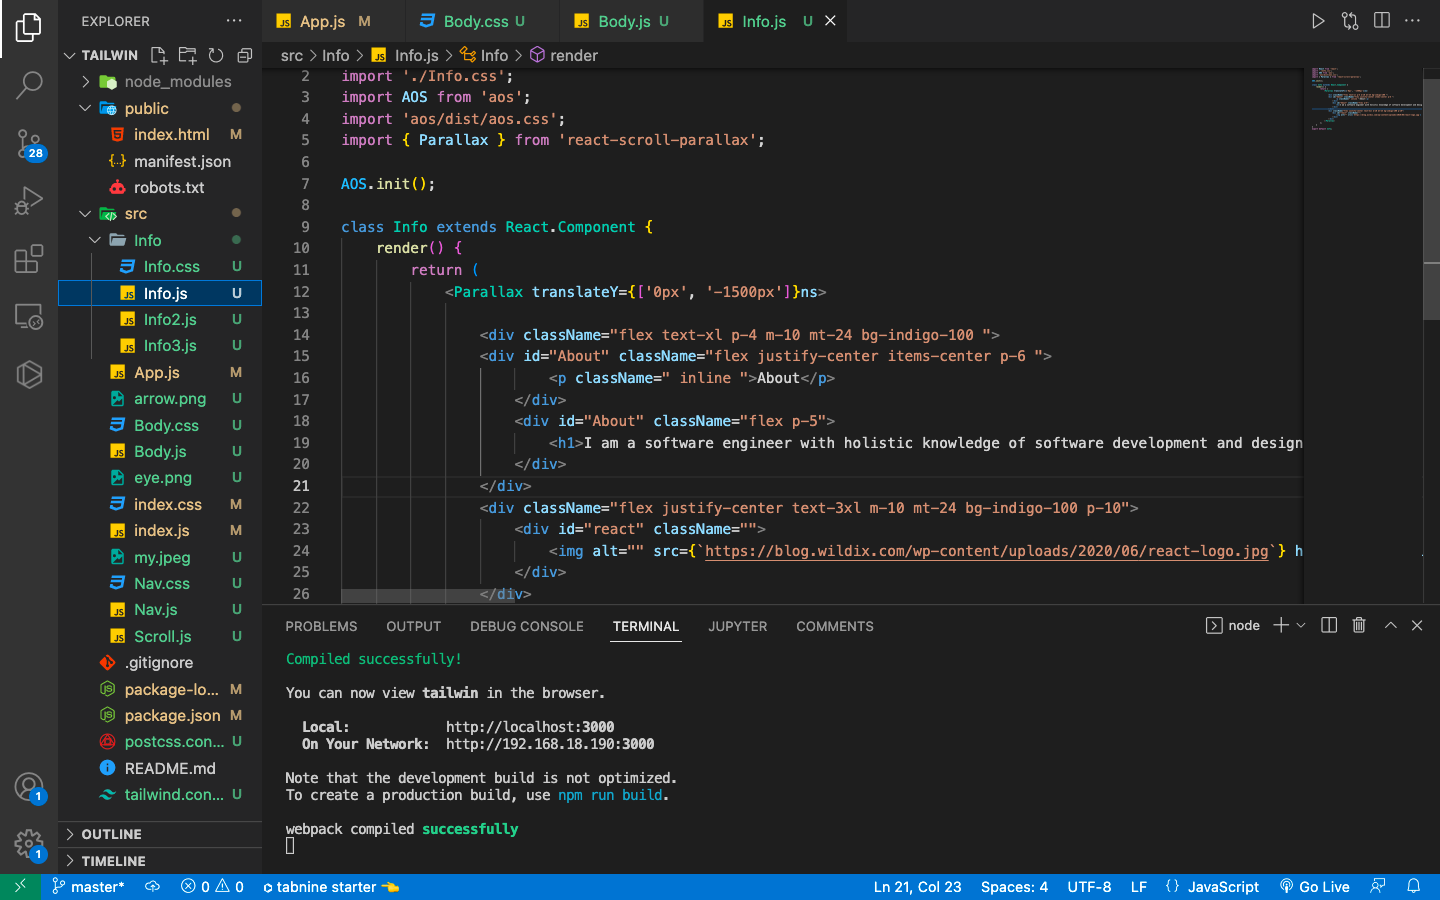 EXPLORER
TAILWIN
node_modules
public
index.html M
manifest.json
robots.txt
src
Info
Info.css U
Info.js U
Info2.js U
Info3.js U
App.js M
arrow.png U
Body.css U
Body.js U
eye.png U
index.css M
index.js M
my.jpeg U
Nav.css U
Nav.js U
Scroll.js U
.gitignore
package-lo... M
package.json M
postcss.con... U
README.md
tailwind.con... U
OUTLINE
TIMELINE
28
1
1
App.js M
Body.css U
Body.js U
Info.js U
src > Info > Info.js > Info > render
2 import './Info.css';
3 import AOS from 'aos';
4 import 'aos/dist/aos.css';
5 import { Parallax } from 'react-scroll-parallax';
6
7 AOS.init();
8
9 class Info extends React.Component {
10 render() {
11 return (
12 <Parallax translateY={['0px', '-1500px']}ns>
13
14 <div className="flex text-xl p-4 m-10 mt-24 bg-indigo-100 ">
15 <div id="About" className="flex justify-center items-center p-6 ">
16 <p className=" inline ">About</p>
17 </div>
18 <div id="About" className="flex p-5">
19 <h1>I am a software engineer with holistic knowledge of software development and design
20 </div>
21 </div>
22 <div className="flex justify-center text-3xl m-10 mt-24 bg-indigo-100 p-10">
23 <div id="react" className="">
24 <img alt="" src={`https://blog.wildix.com/wp-content/uploads/2020/06/react-logo.jpg`} h
25 </div>
26 </div>
PROBLEMS OUTPUT DEBUG CONSOLE TERMINAL JUPYTER COMMENTS
node
Compiled successfully!
You can now view tailwin in the browser.
Local: http://localhost:3000
On Your Network: http://192.168.18.190:3000
Note that the development build is not optimized.
To create a production build, use npm run build.
webpack compiled successfully
master* 0 0 tabnine starter Ln 21, Col 23 Spaces: 4 UTF-8 LF {} JavaScript Go Live